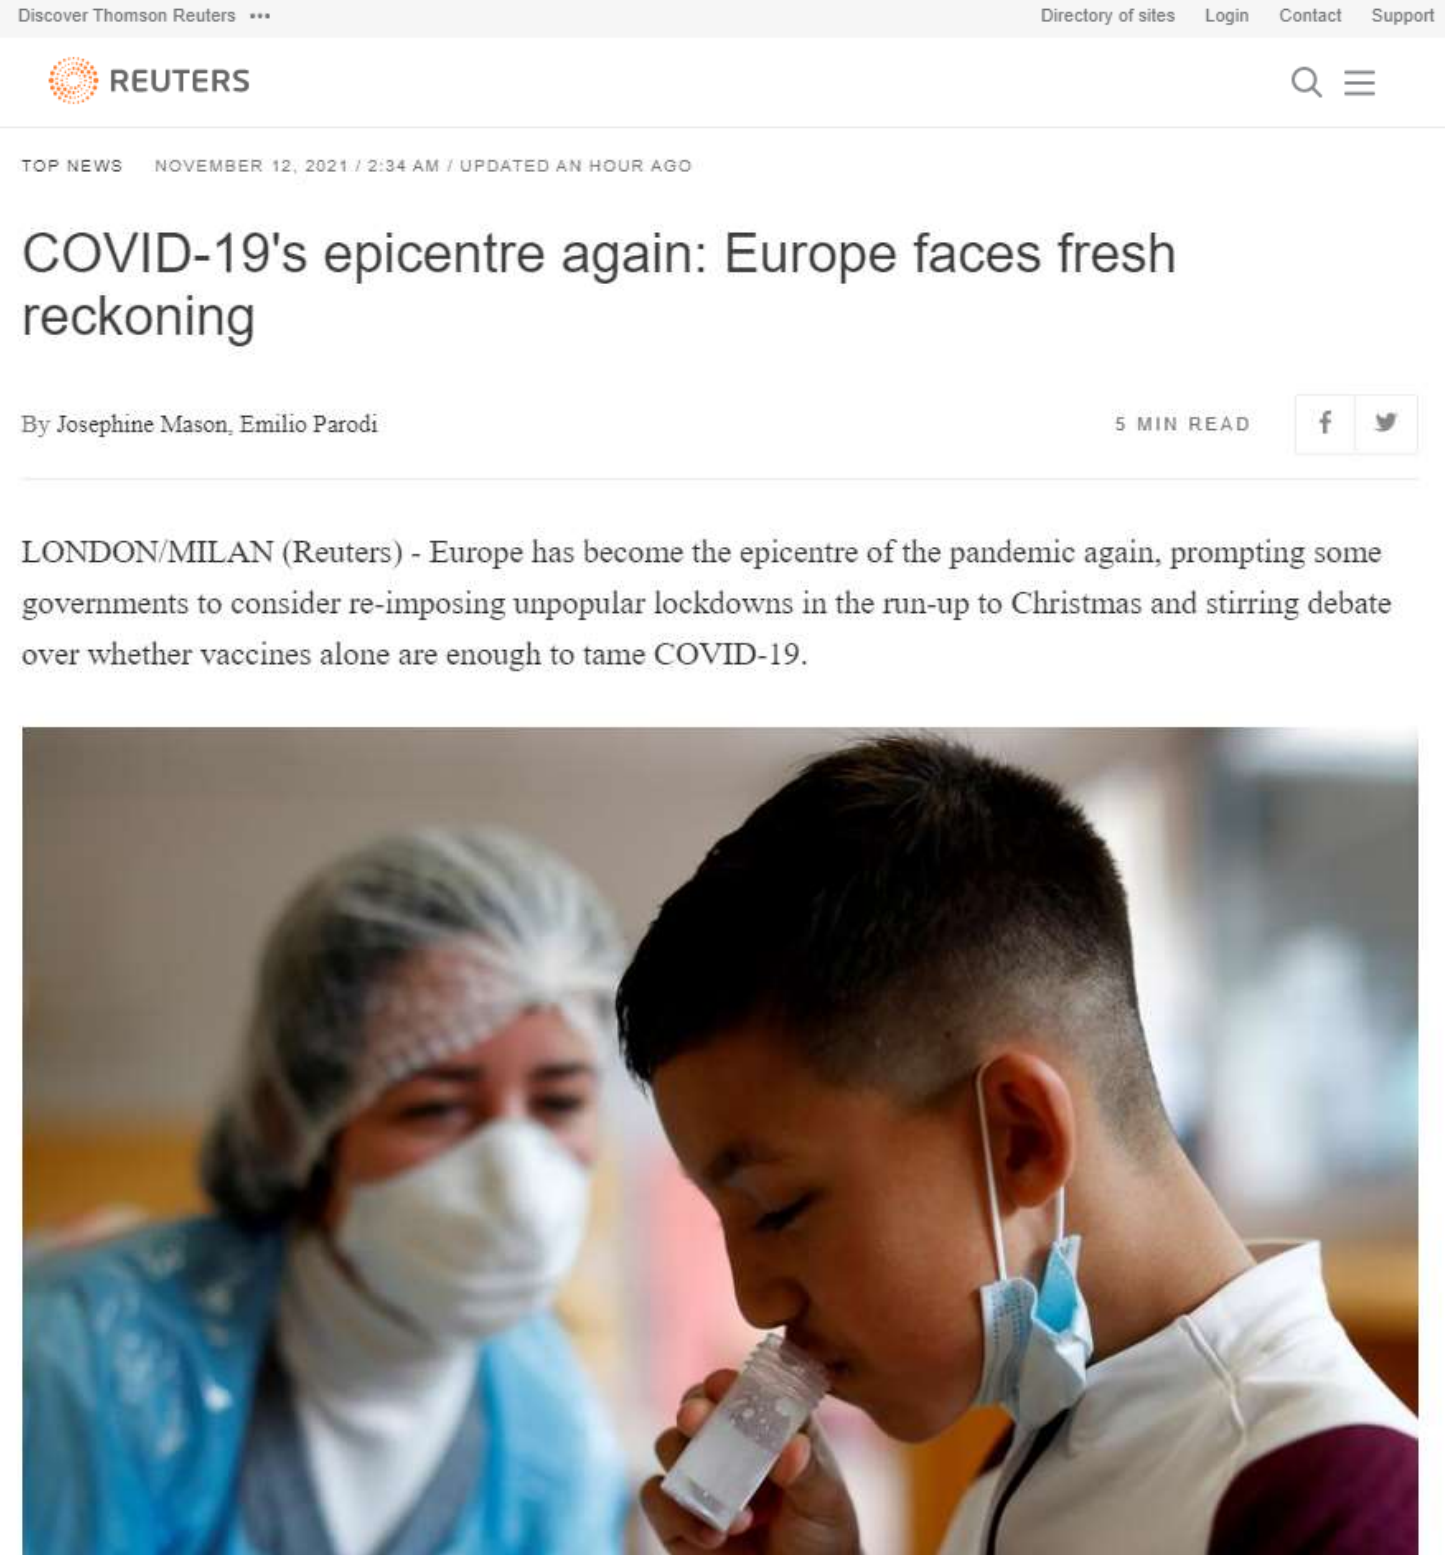 Discover Thomson Reuters •••
Directory of sites Login Contact Support
REUTERS
TOP NEWS NOVEMBER 12, 2021 / 2:34 AM / UPDATED AN HOUR AGO
COVID-19's epicentre again: Europe faces fresh
reckoning
By Josephine Mason, Emilio Parodi
5 MIN READ
LONDON/MILAN (Reuters) - Europe has become the epicentre of the pandemic again, prompting some
governments to consider re-imposing unpopular lockdowns in the run-up to Christmas and stirring debate
over whether vaccines alone are enough to tame COVID-19.